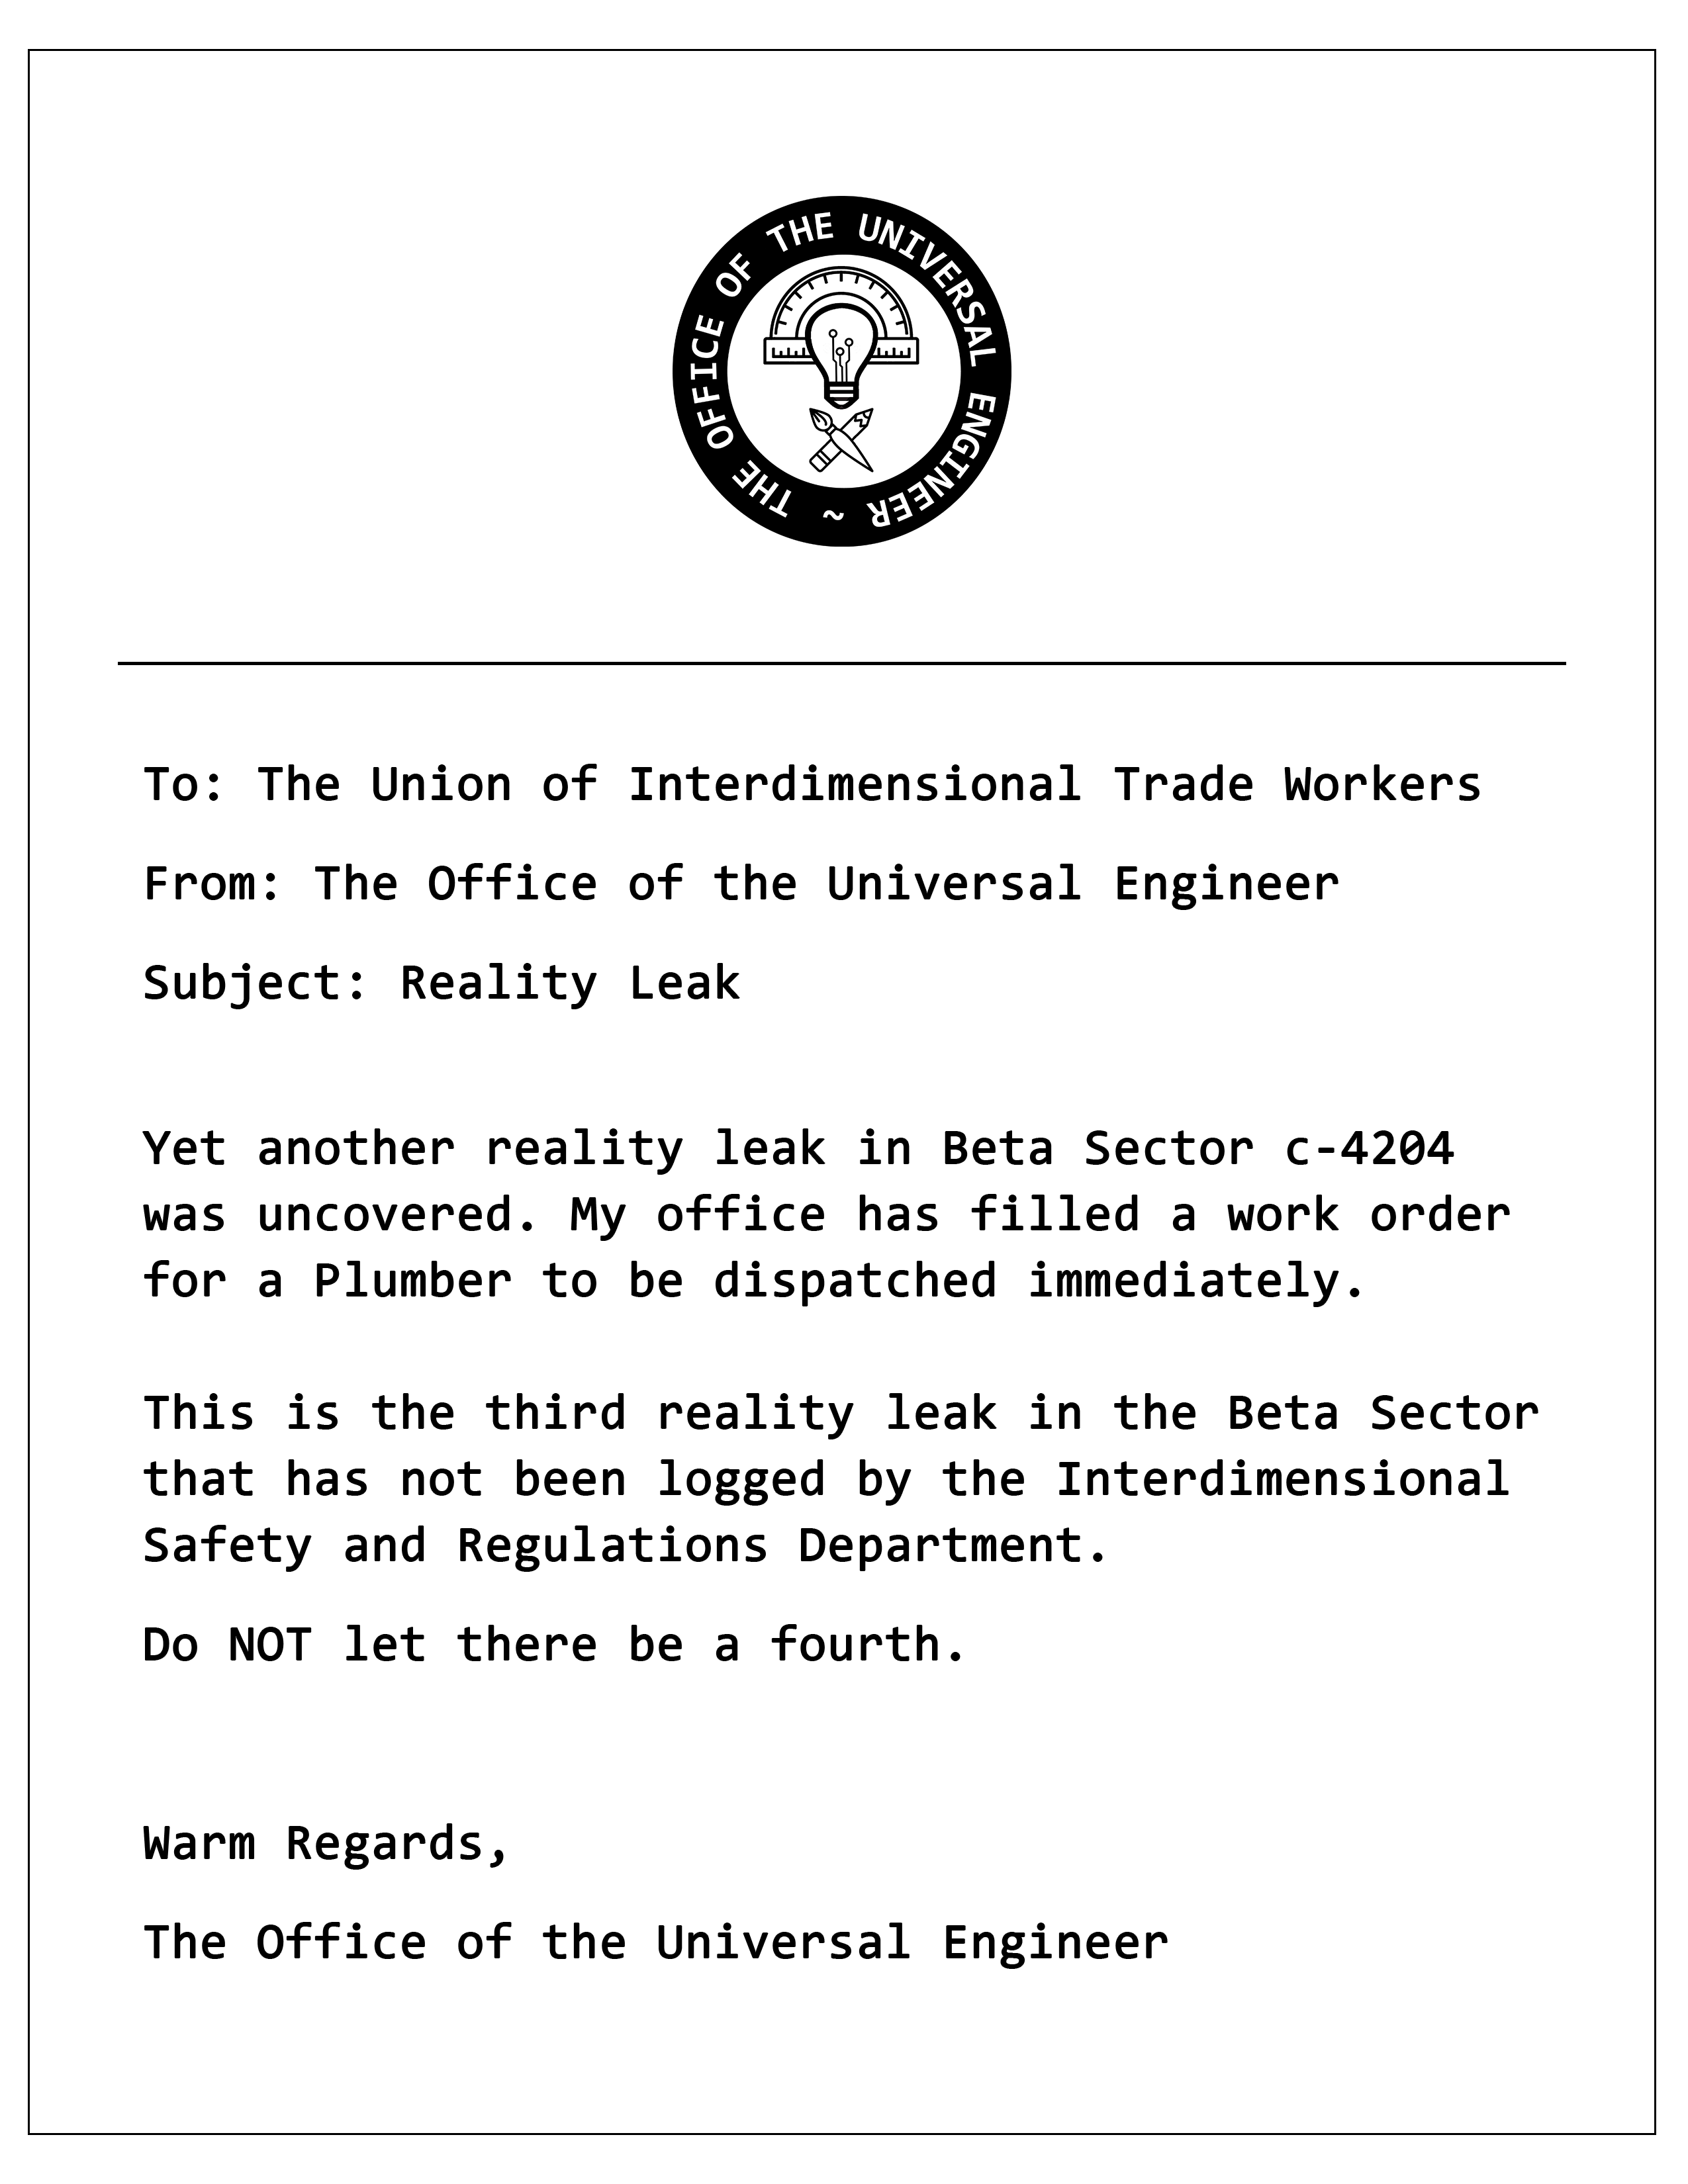 THE OFFICE OF THE UNIVERSAL ENGINEER ~
To: The Union of Interdimensional Trade Workers
From: The Office of the Universal Engineer
Subject: Reality Leak
Yet another reality leak in Beta Sector c-4204
was uncovered. My office has filled a work order
for a Plumber to be dispatched immediately.
This is the third reality leak in the Beta Sector
that has not been logged by the Interdimensional
Safety and Regulations Department.
Do NOT let there be a fourth.
Warm Regards,
The Office of the Universal Engineer